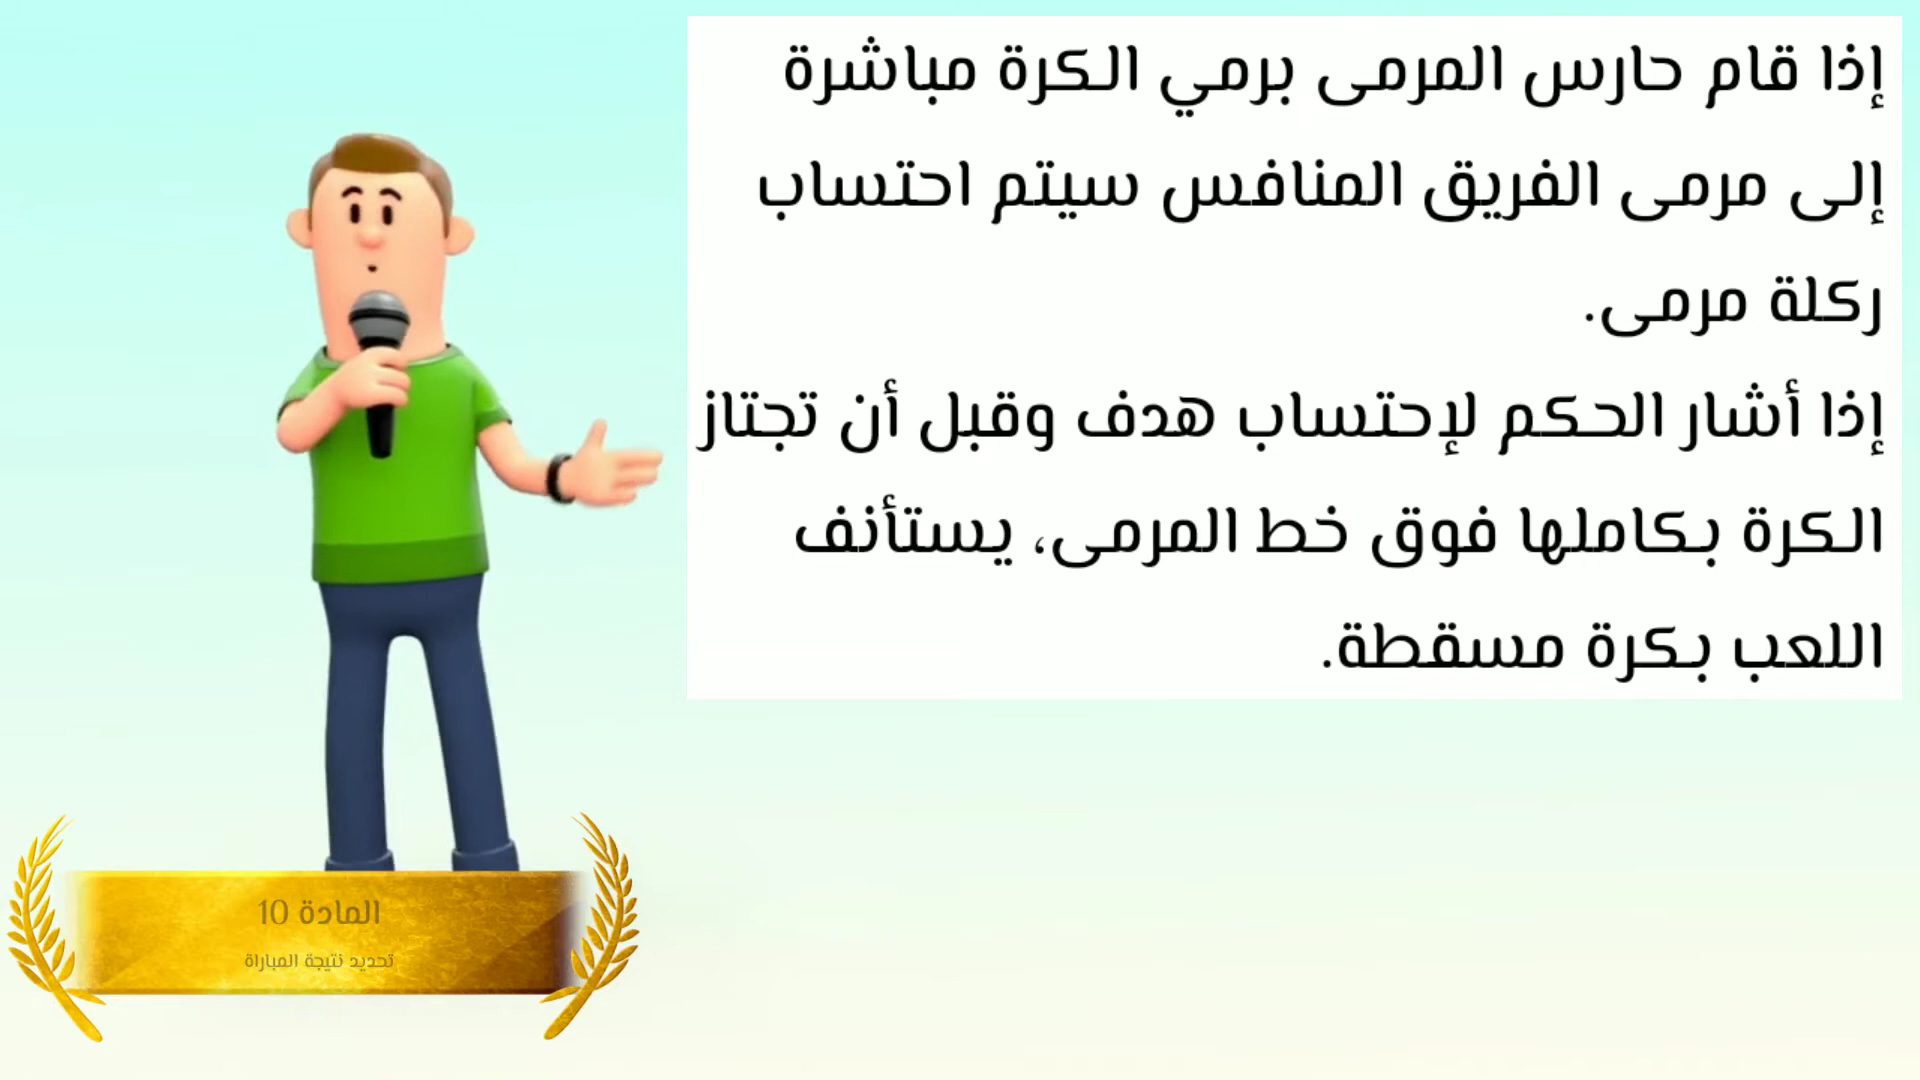 إذا قام حارس المرمى برمي الكرة مباشرة
إلى مرمى الفريق المنافس سيتم احتساب
ركلة مرمى.
إذا أشار الحكم لإحتساب هدف وقبل أن تجتاز
الكرة بكاملها فوق خط المرمى، يستأنف
اللعب بكرة مسقطة.
المادة 10
تحديد نتيجة المباراة